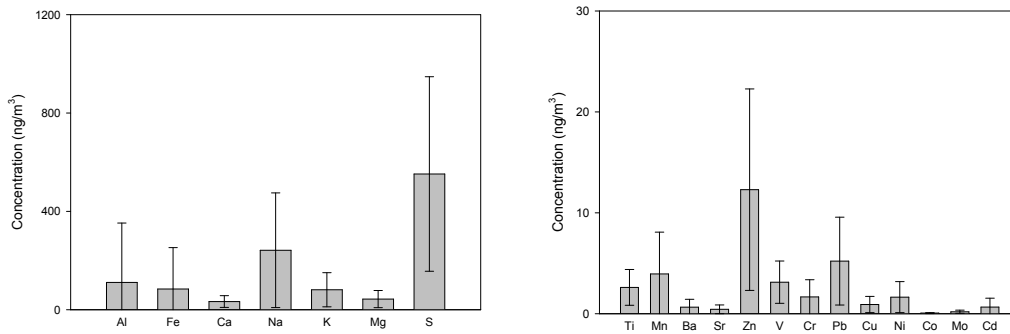 1200
800
400
0
Concentration (ng/m³)
Al Fe Ca Na K Mg S
30
20
10
0
Concentration (ng/m³)
Ti Mn Ba Sr Zn V Cr Pb Cu Ni Co Mo Cd